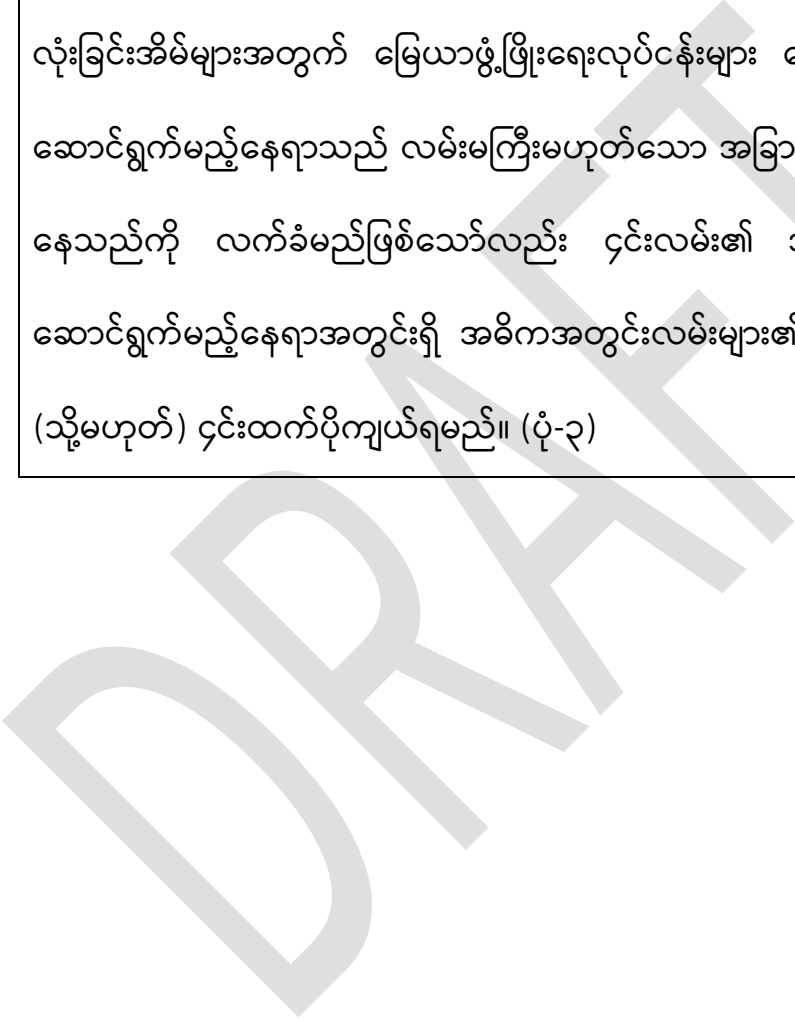 လုံးခြင်းအိမ်များအတွက် မြေယာဖွံ့ဖြိုးရေးလုပ်ငန်းများ
ဆောင်ရွက်မည့်နေရာသည် လမ်းမကြီးမဟုတ်သော အခြာ
နေသည်ကို လက်ခံမည်ဖြစ်သော်လည်း ၄င်းလမ်း၏
ဆောင်ရွက်မည့်နေရာအတွင်းရှိ အဓိကအတွင်းလမ်းများ၏
(သို့မဟုတ်) ၄င်းထက်ပိုကျယ်ရမည်။ (ပုံ-၃)
DRAFT